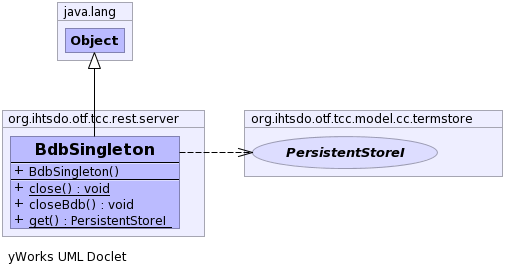 java.lang
Object
org.ihtsdo.otf.tcc.rest.server
BdbSingleton
+ BdbSingleton()
+ close() : void
+ closeBdb() : void
+ get() : PersistentStoreI
org.ihtsdo.otf.tcc.model.cc.termstore
PersistentStoreI
yWorks UML Doclet